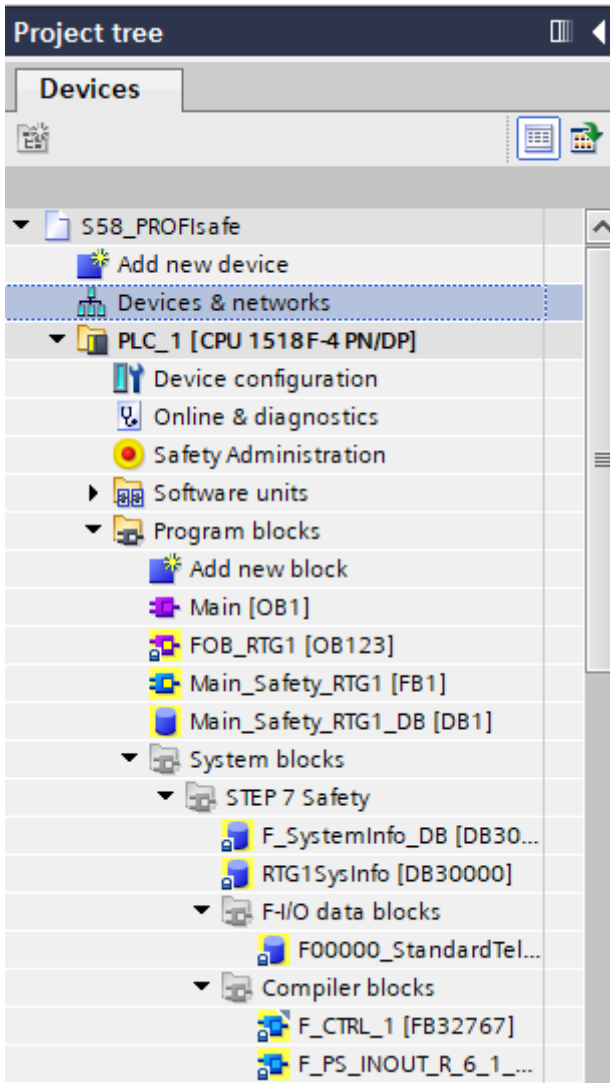 Project tree
Devices
S58_PROFIsafe
Add new device
Devices & networks
PLC_1 [CPU 1518F-4 PN/DP]
Device configuration
Online & diagnostics
Safety Administration
Software units
Program blocks
Add new block
Main [OB1]
FOB_RTG1 [OB123]
Main_Safety_RTG1 [FB1]
Main_Safety_RTG1_DB [DB1]
System blocks
STEP 7 Safety
F_SystemInfo_DB [DB30...
RTG1SysInfo [DB30000]
F-I/O data blocks
F00000_StandardTel...
Compiler blocks
F_CTRL_1 [FB32767]
F_PS_INOUT_R_6_1_...